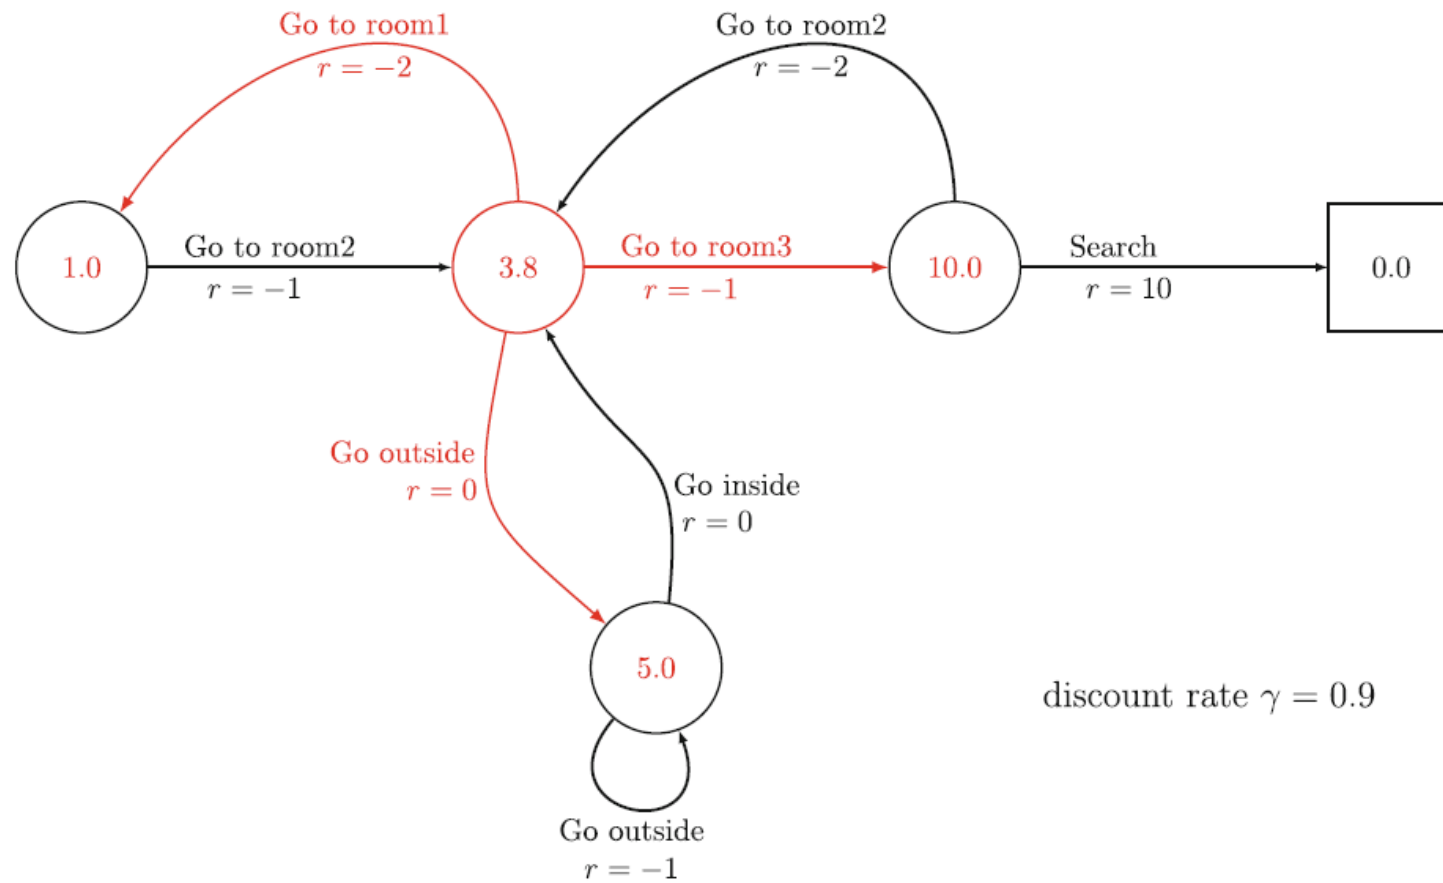 Go to room1
r = −2
Go to room2
r = −2
1.0
Go to room2
r = −1
3.8
Go to room3
r = −1
10.0
Search
r = 10
0.0
Go outside
r = 0
Go inside
r = 0
5.0
discount rate γ = 0.9
Go outside
r = −1